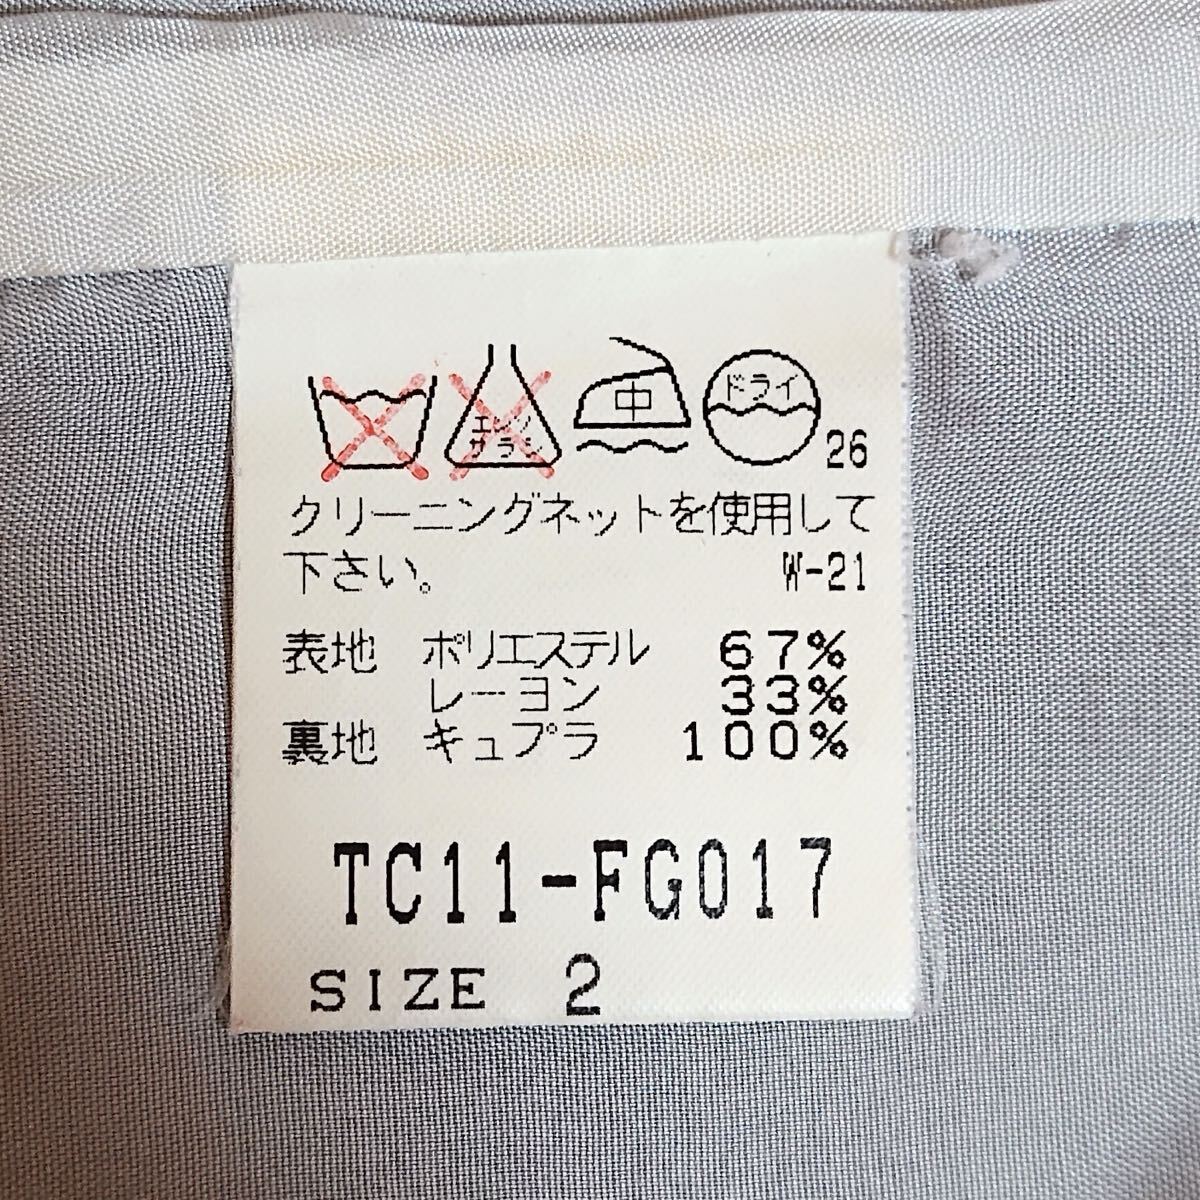 エンソ
サラシ
中
ドライ
26
クリーニングネットを使用して
下さい。 W-21
表地 ポリエステル 67%
レーヨン 33%
裏地 キュプラ 100%
TC11-FG017
SIZE 2